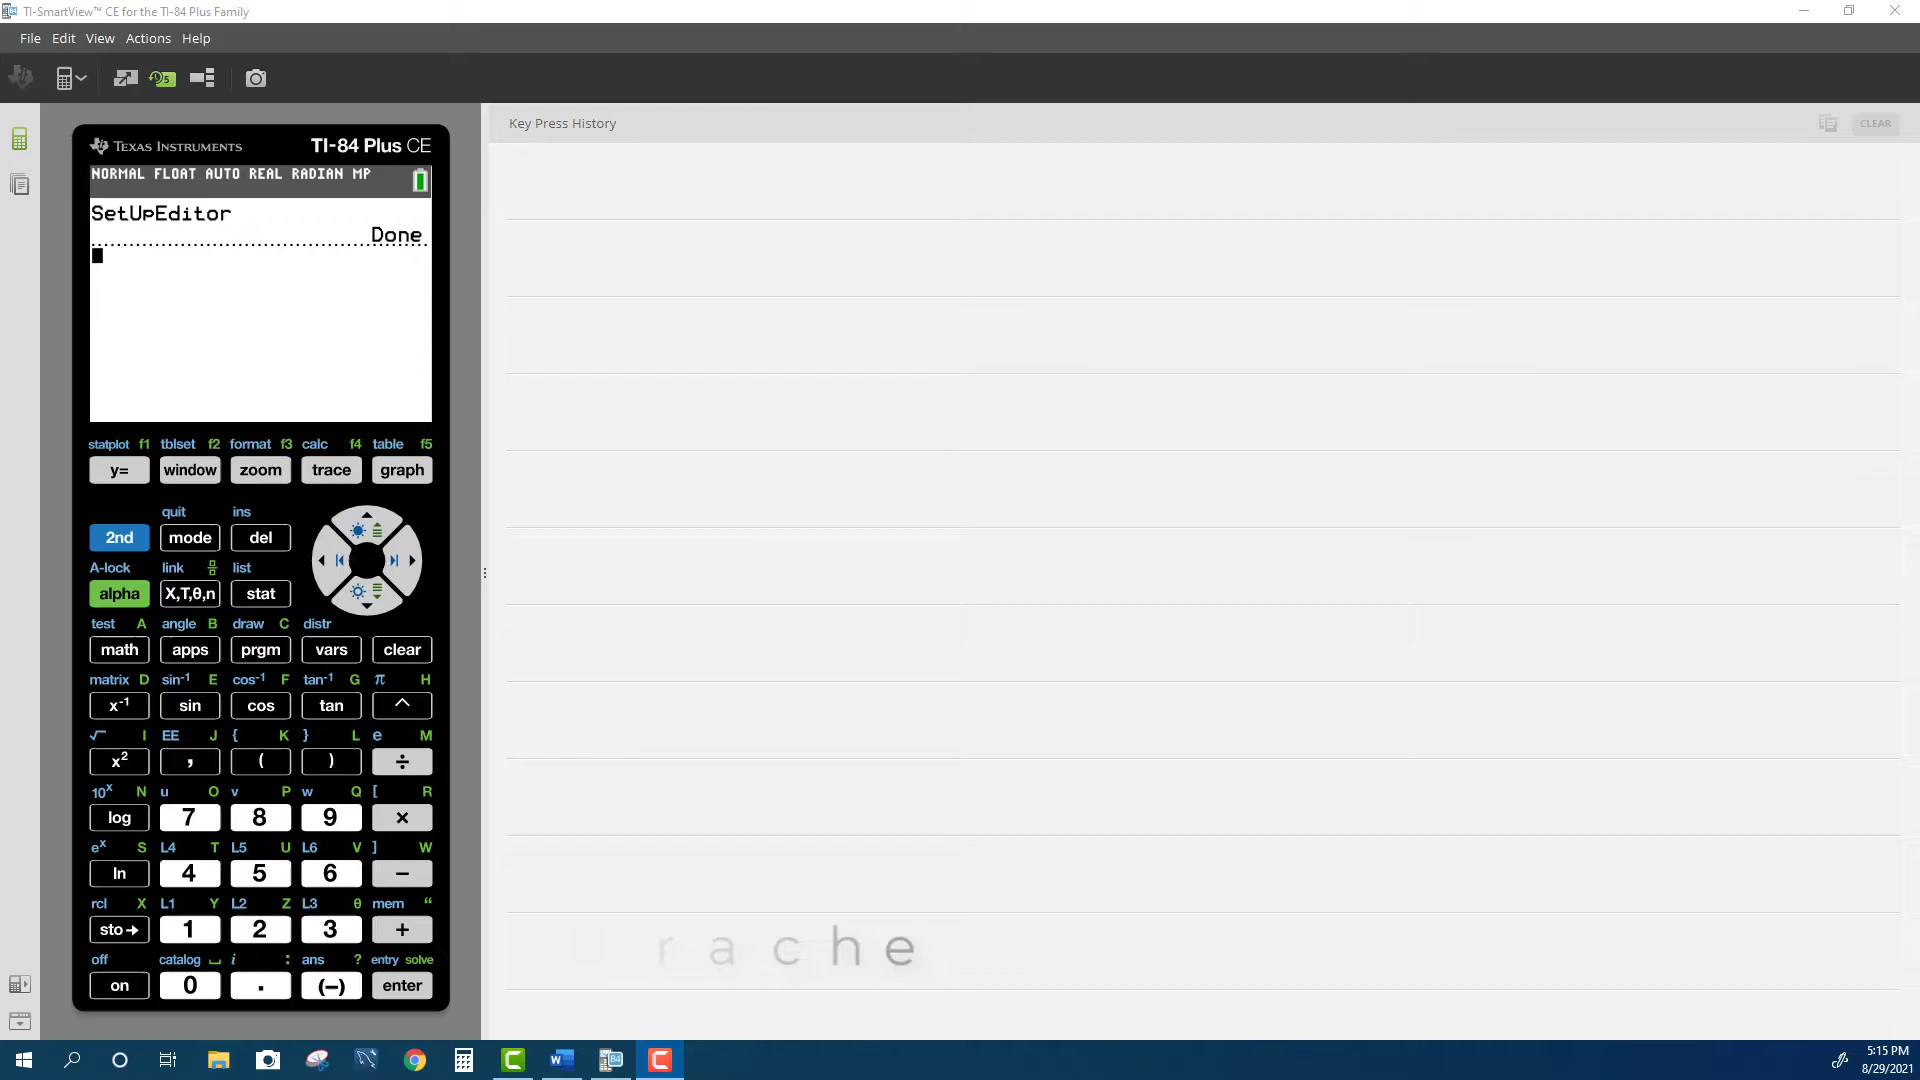 TI-SmartView™ CE for the TI-84 Plus Family
File Edit View Actions Help
Key Press History
CLEAR
TEXAS INSTRUMENTS TI-84 Plus CE
NORMAL FLOAT AUTO REAL RADIAN MP
SetUpEditor
Done
statplot f1 tblset f2 format f3 calc f4 table f5
y= window zoom trace graph
quit ins
2nd mode del
A-lock link list
alpha X,T,θ,n stat
test A angle B draw C distr
math apps prgm vars clear
matrix D sin-1 E cos-1 F tan-1 G π H
x-1 sin cos tan ^
√ I EE J { K } L e M
x2 , ( ) ÷
10x N u O v P w Q [ R
log 7 8 9 ×
ex S L4 T L5 U L6 V ] W
ln 4 5 6 −
rcl X L1 Y L2 Z L3 θ mem “
sto→ 1 2 3 +
off catalog i : ans ? entry solve
on 0 . (−) enter
rache
5:15 PM
8/29/2021